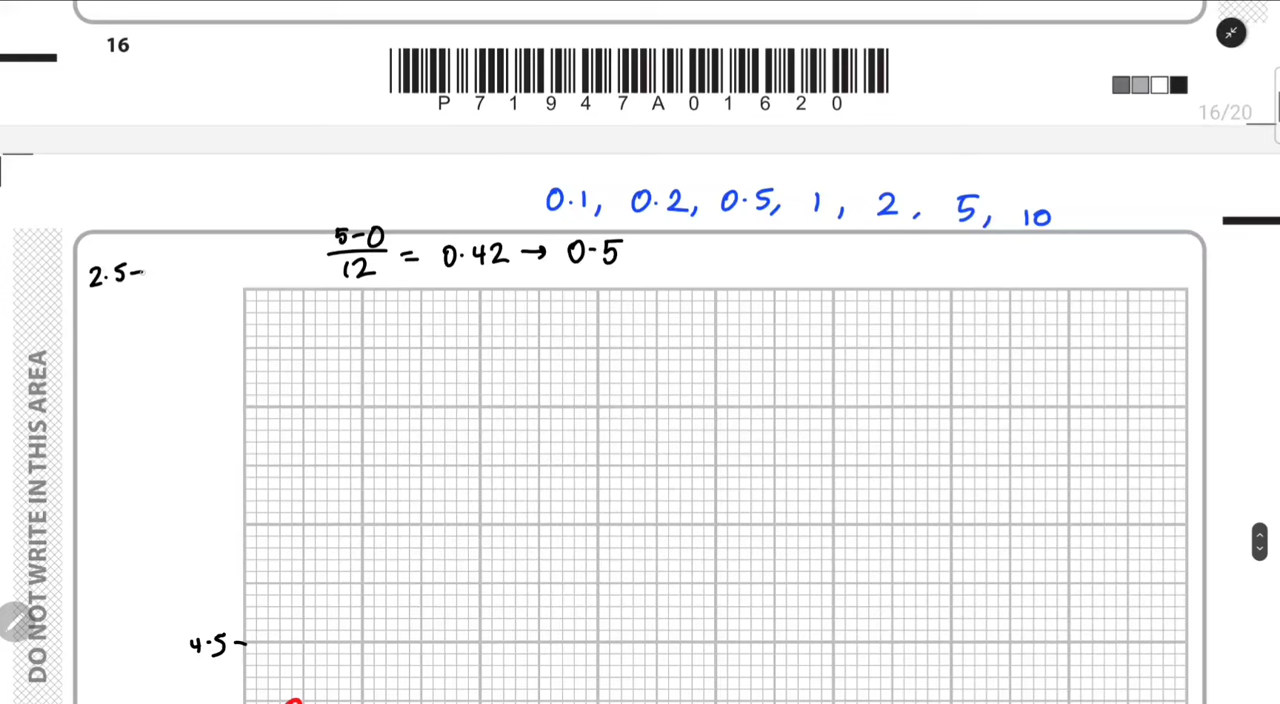 16
P 7 1 9 4 7 A 0 1 6 2 0
16/20
0.1, 0.2, 0.5, 1, 2, 5, 10
5-0
12
= 0.42 → 0.5
2.5-
DO NOT WRITE IN THIS AREA
4.5-